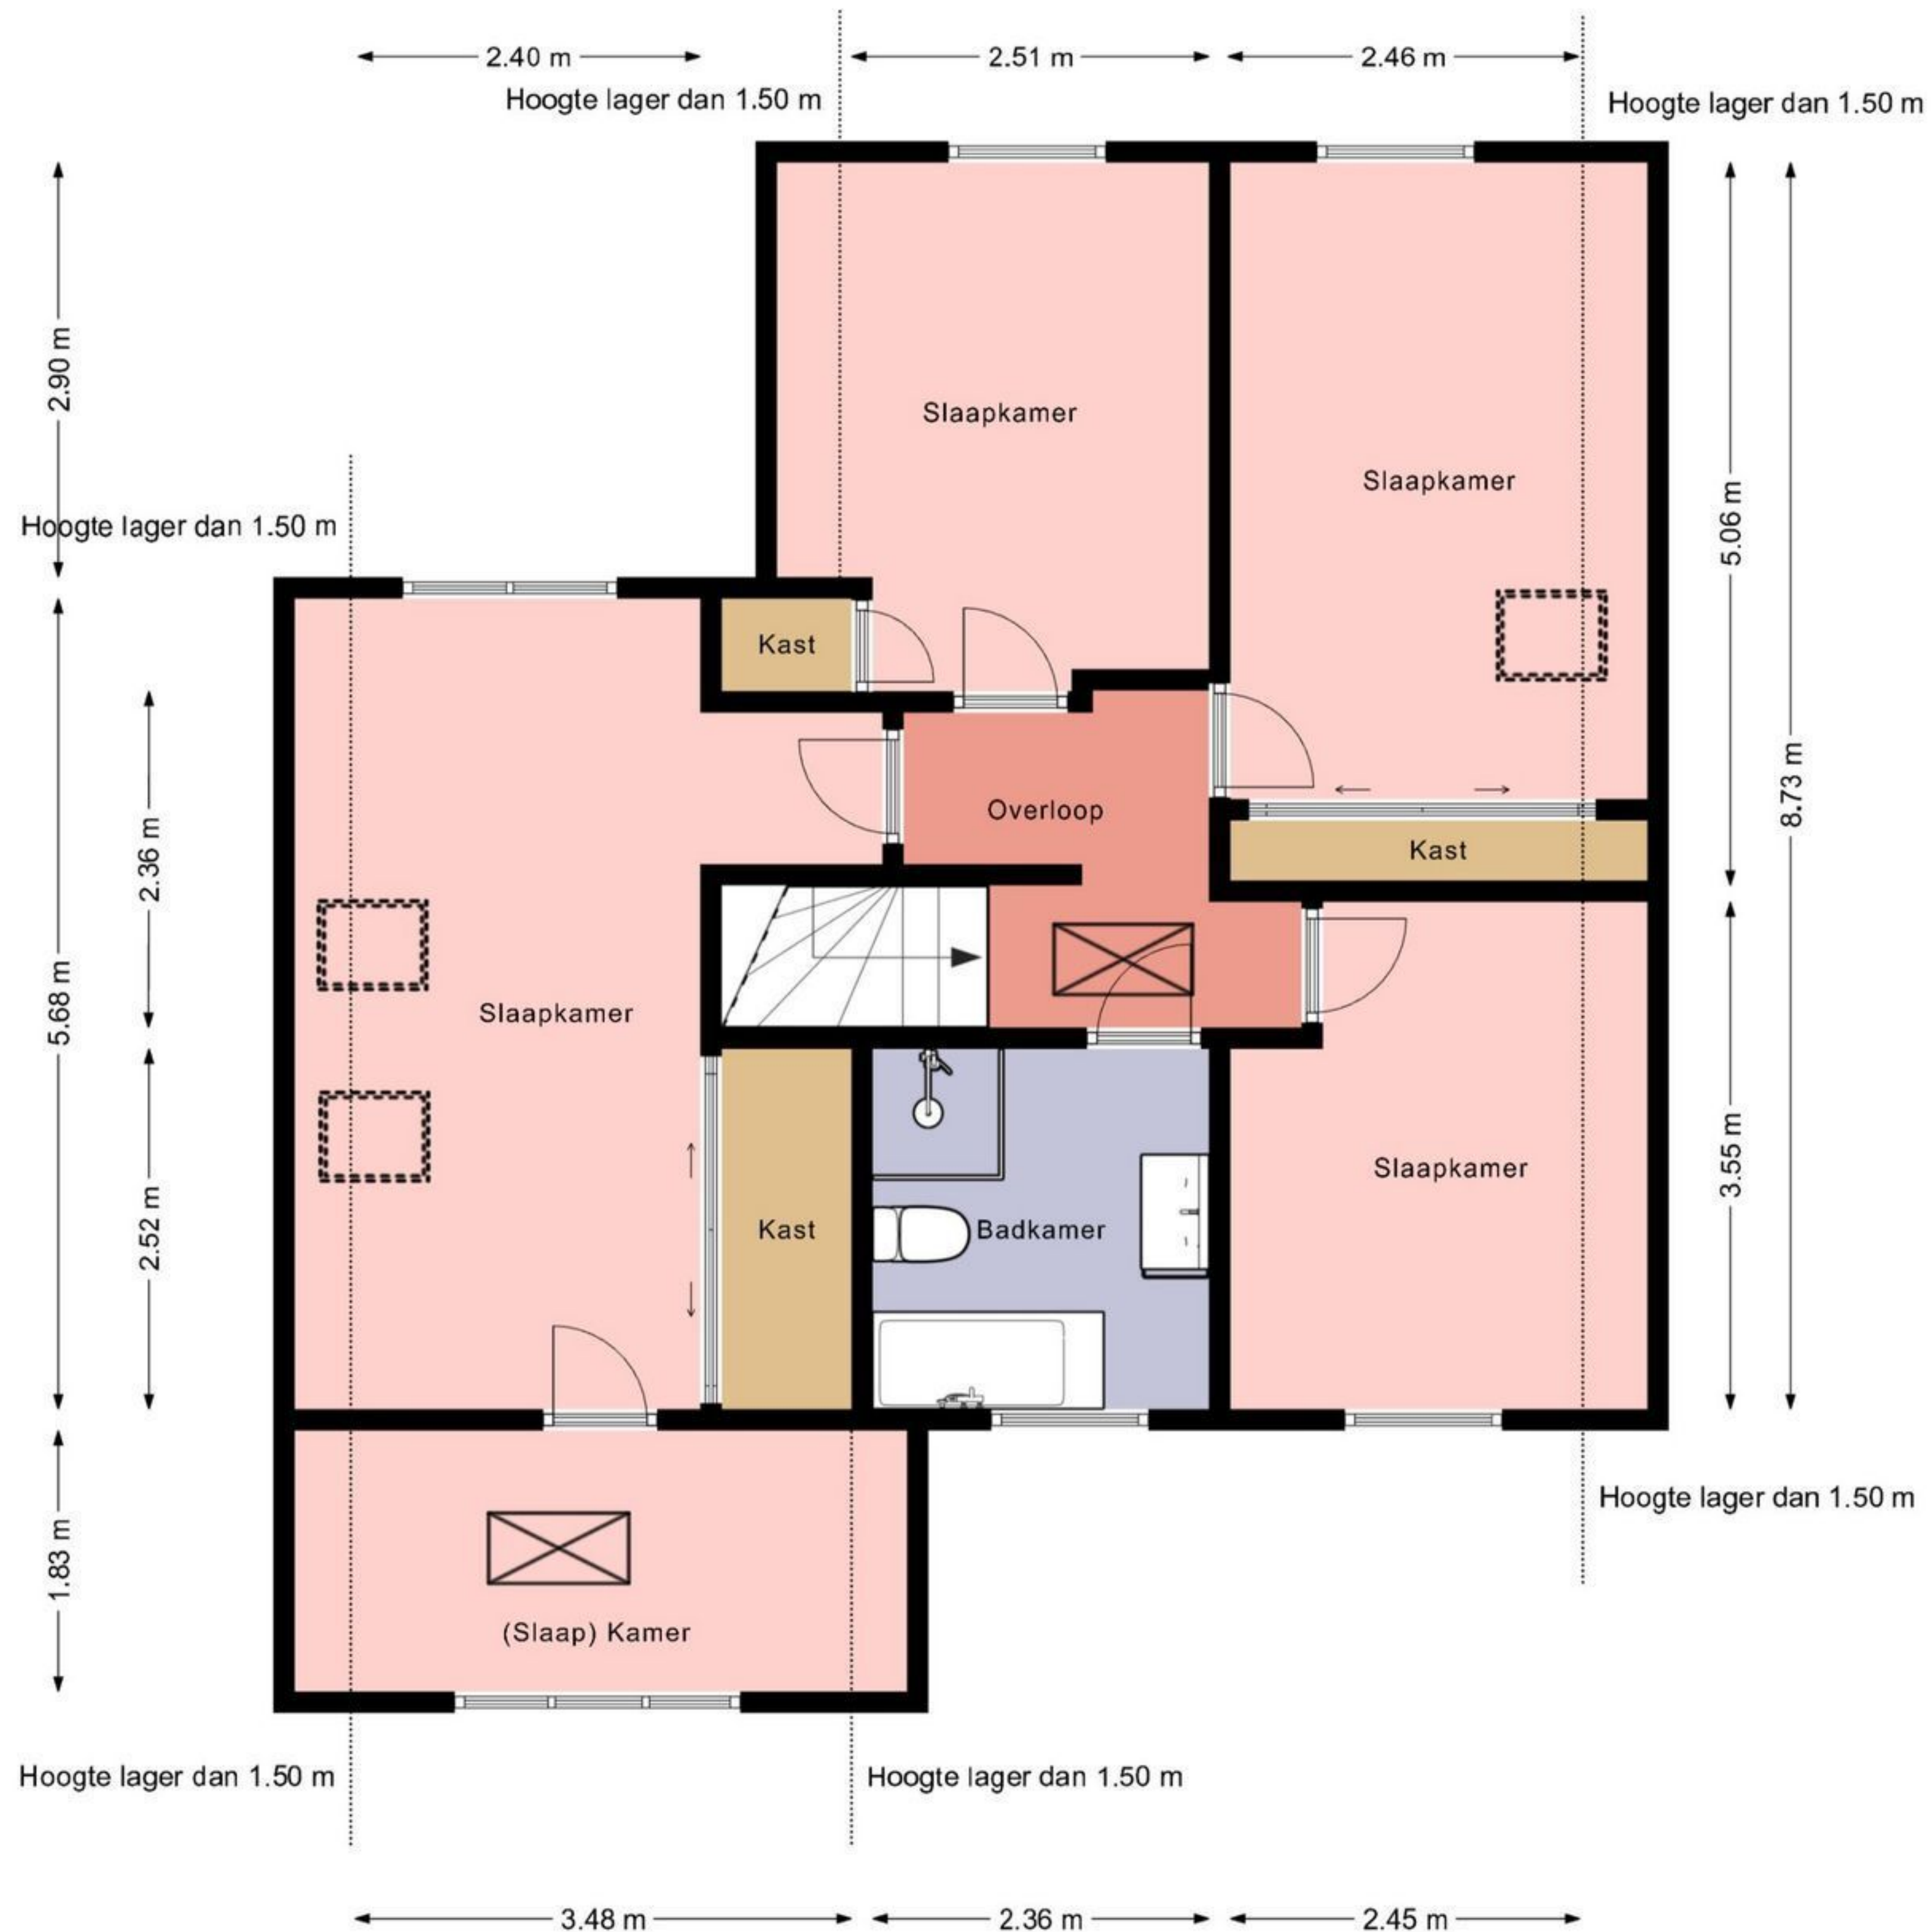 2.40 m
2.51 m
2.46 m
Hoogte lager dan 1.50 m
Hoogte lager dan 1.50 m
2.90 m
Slaapkamer
Slaapkamer
5.06 m
Hoogte lager dan 1.50 m
Kast
8.73 m
Overloop
2.36 m
Kast
5.68 m
Slaapkamer
3.55 m
Slaapkamer
2.52 m
Kast
Badkamer
Hoogte lager dan 1.50 m
1.83 m
(Slaap) Kamer
Hoogte lager dan 1.50 m
Hoogte lager dan 1.50 m
3.48 m
2.36 m
2.45 m